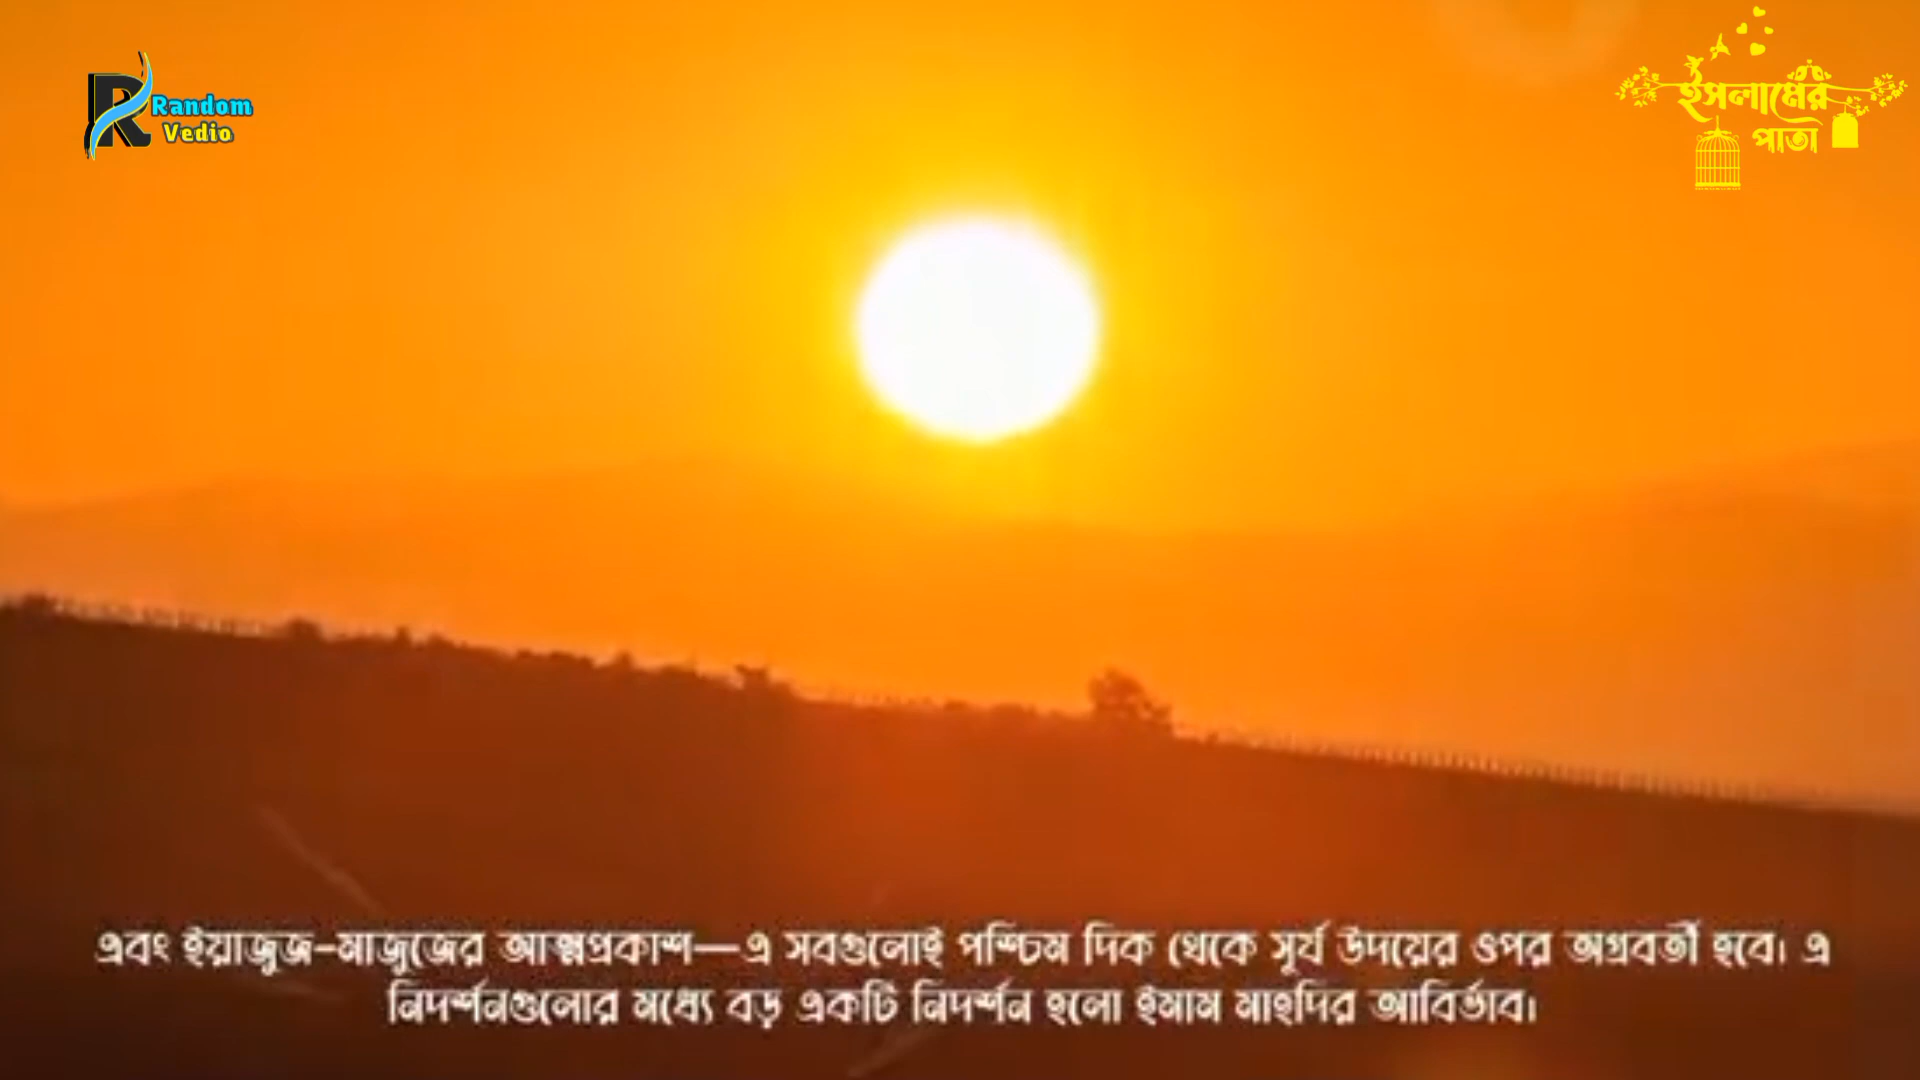 Random
Vedio
ইসলামের
পাতা
এবং ইয়াজুজ-মাজুজের আত্মপ্রকাশ—এ সবগুলোই পশ্চিম দিক থেকে সূর্য উদয়ের ওপর অগ্রবর্তী হবে। এ
নিদর্শনগুলোর মধ্যে বড় একটি নিদর্শন হলো ইমাম মাহদির আবির্ভাব।